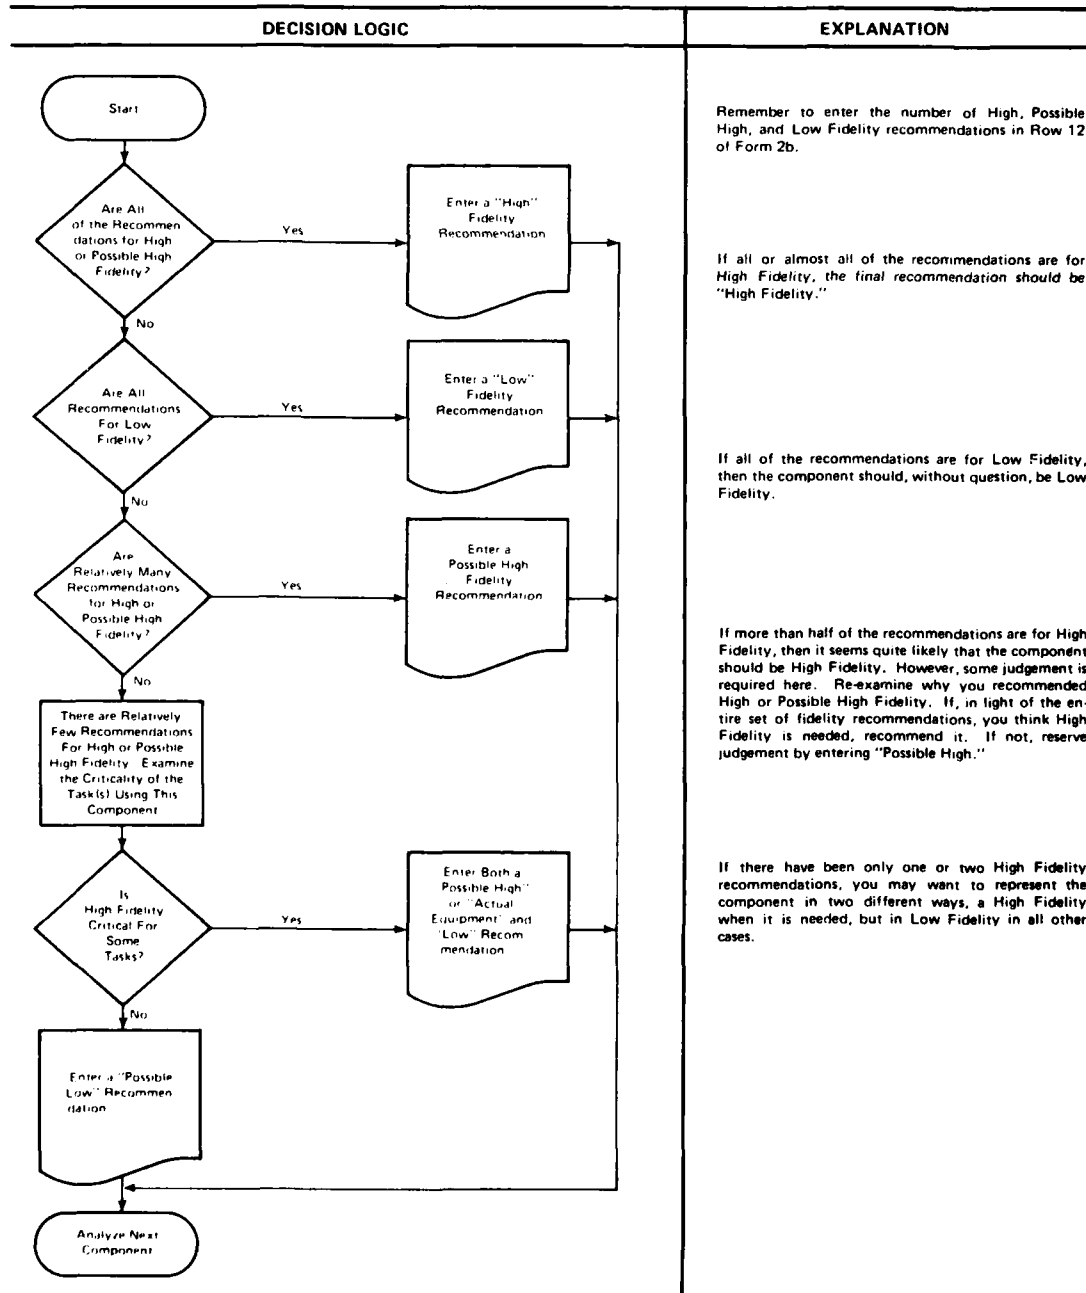 DECISION LOGIC
EXPLANATION
Start
Remember to enter the number of High, Possible
High, and Low Fidelity recommendations in Row 12
of Form 2b.
Are All
of the Recommen
dations for High
or Possible High
Fidelity?
Yes
Enter a "High"
Fidelity
Recommendation
If all or almost all of the recommendations are for
High Fidelity, the final recommendation should be
"High Fidelity."
No
Are All
Recommendations
For Low
Fidelity?
Yes
Enter a "Low"
Fidelity
Recommendation
If all of the recommendations are for Low Fidelity,
then the component should, without question, be Low
Fidelity.
No
Are
Relatively Many
Recommendations
for High or
Possible High
Fidelity?
Yes
Enter a
Possible High
Fidelity
Recommendation
If more than half of the recommendations are for High
Fidelity, then it seems quite likely that the component
should be High Fidelity. However, some judgement is
required here. Re-examine why you recommended
High or Possible High Fidelity. If, in light of the en-
tire set of fidelity recommendations, you think High
Fidelity is needed, recommend it. If not, reserve
judgement by entering "Possible High."
No
There are Relatively
Few Recommendations
For High or Possible
High Fidelity Examine
the Criticality of the
Task(s) Using This
Component
Is
High Fidelity
Critical For
Some
Tasks?
Yes
Enter Both a
Possible High"
or "Actual
Equipment" and
"Low" Recom
mendation
If there have been only one or two High Fidelity
recommendations, you may want to represent the
component in two different ways, a High Fidelity
when it is needed, but in Low Fidelity in all other
cases.
No
Enter a "Possible
Low" Recommen
dation
Analyze Next
Component